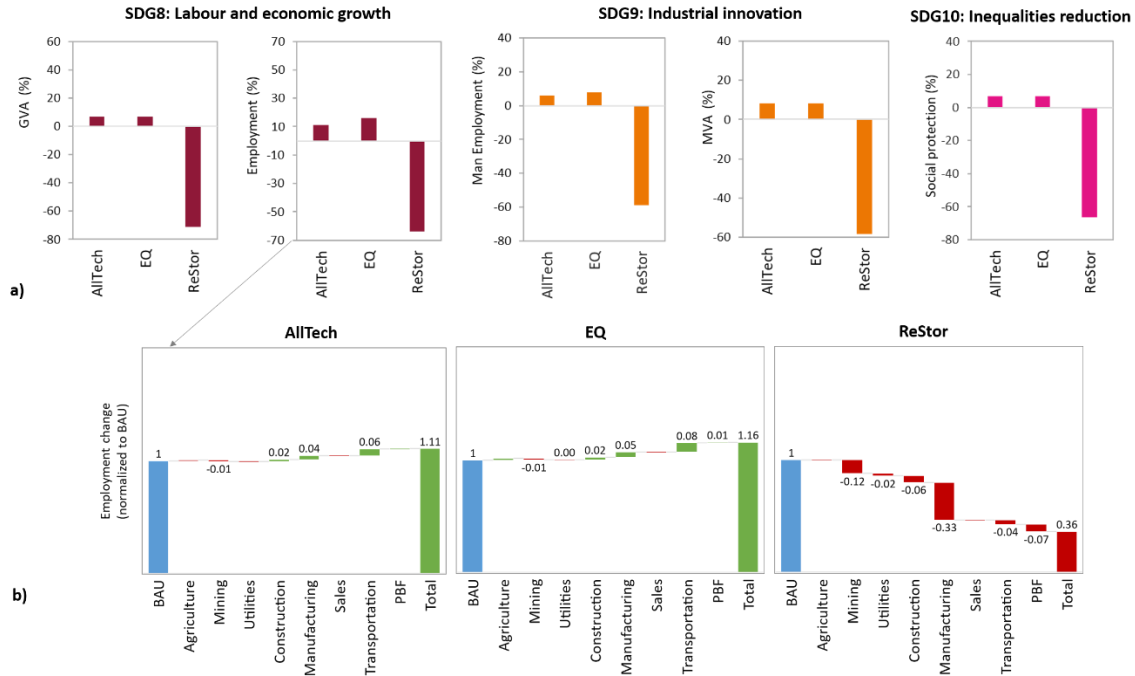 SDG8: Labour and economic growth
SDG9: Industrial innovation
SDG10: Inequalities reduction
GVA (%)
60
40
20
0
-20
-40
-60
-80
AllTech
EQ
ReStor
Employment (%)
70
50
30
10
-10
-30
-50
-70
AllTech
EQ
ReStor
Man Employment (%)
40
20
0
-20
-40
-60
-80
AllTech
EQ
ReStor
MVA (%)
40
20
0
-20
-40
-60
AllTech
EQ
ReStor
Social protection (%)
40
20
0
-20
-40
-60
-80
AllTech
EQ
ReStor
a)
Employment change
(normalized to BAU)
AllTech
1
-0.01
0.02
0.04
0.06
1.11
BAU
Agriculture
Mining
Utilities
Construction
Manufacturing
Sales
Transportation
PBF
Total
EQ
1
-0.01
0.00
0.02
0.05
0.08
0.01
1.16
BAU
Agriculture
Mining
Utilities
Construction
Manufacturing
Sales
Transportation
PBF
Total
ReStor
1
-0.12
-0.02
-0.06
-0.33
-0.04
-0.07
0.36
BAU
Agriculture
Mining
Utilities
Construction
Manufacturing
Sales
Transportation
PBF
Total
b)